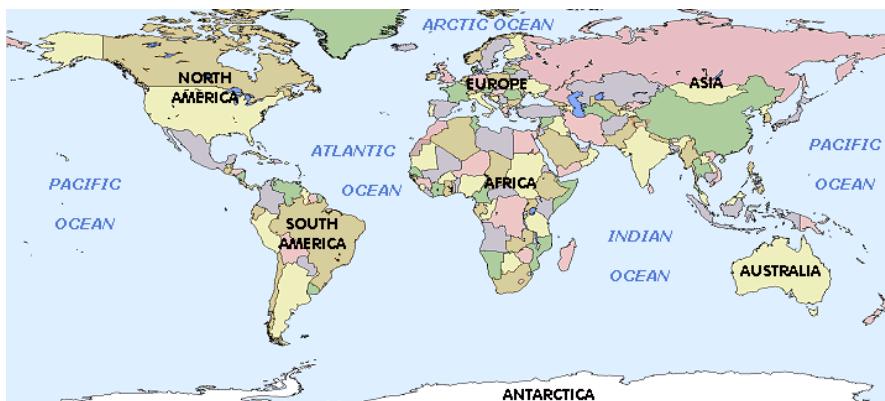 ARCTIC OCEAN
NORTH
AMERICA
EUROPE
ASIA
ATLANTIC
OCEAN
PACIFIC
OCEAN
PACIFIC
OCEAN
AFRICA
SOUTH
AMERICA
INDIAN
OCEAN
AUSTRALIA
ANTARCTICA